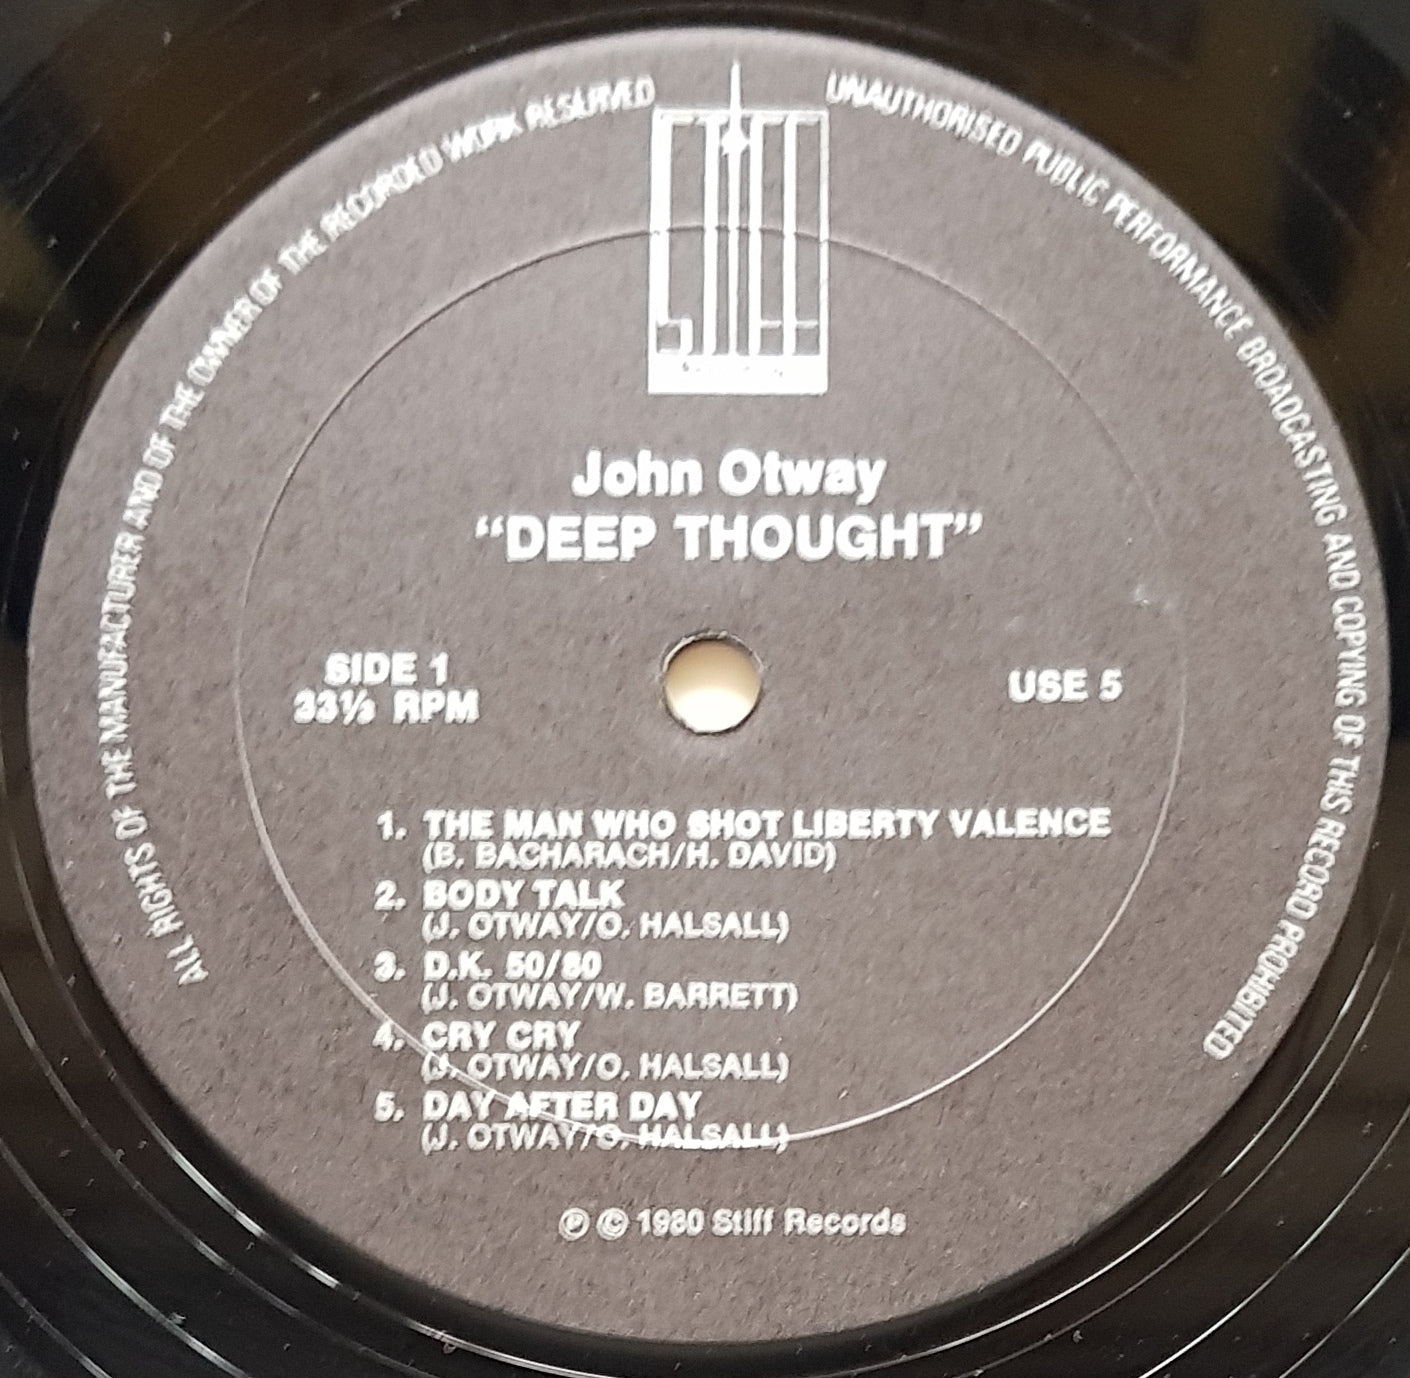 ALL RIGHTS OF THE MANUFACTURER AND OF THE OWNER OF THE RECORDED WORK RESERVED
UNAUTHORISED PUBLIC PERFORMANCE BROADCASTING AND COPYING OF THIS RECORD PROHIBITED
John Otway
“DEEP THOUGHT”
SIDE 1
33⅓ RPM
USE 5
1. THE MAN WHO SHOT LIBERTY VALENCE
(B. BACHARACH/H. DAVID)
2. BODY TALK
(J. OTWAY/O. HALSALL)
3. D.K. 50/80
(J. OTWAY/W. BARRETT)
4. CRY CRY
(J. OTWAY/O. HALSALL)
5. DAY AFTER DAY
(J. OTWAY/O. HALSALL)
℗ © 1980 Stiff Records